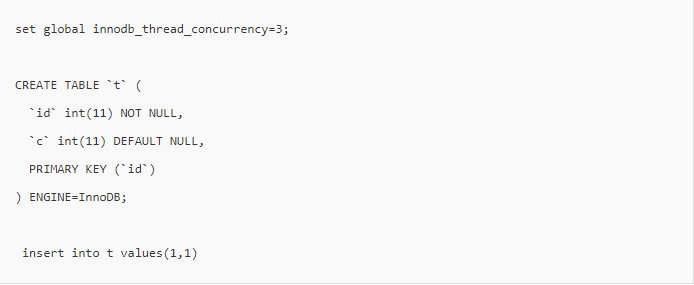 set global innodb_thread_concurrency=3;
CREATE TABLE `t` (
`id` int(11) NOT NULL,
`c` int(11) DEFAULT NULL,
PRIMARY KEY (`id`)
) ENGINE=InnoDB;
insert into t values(1,1)